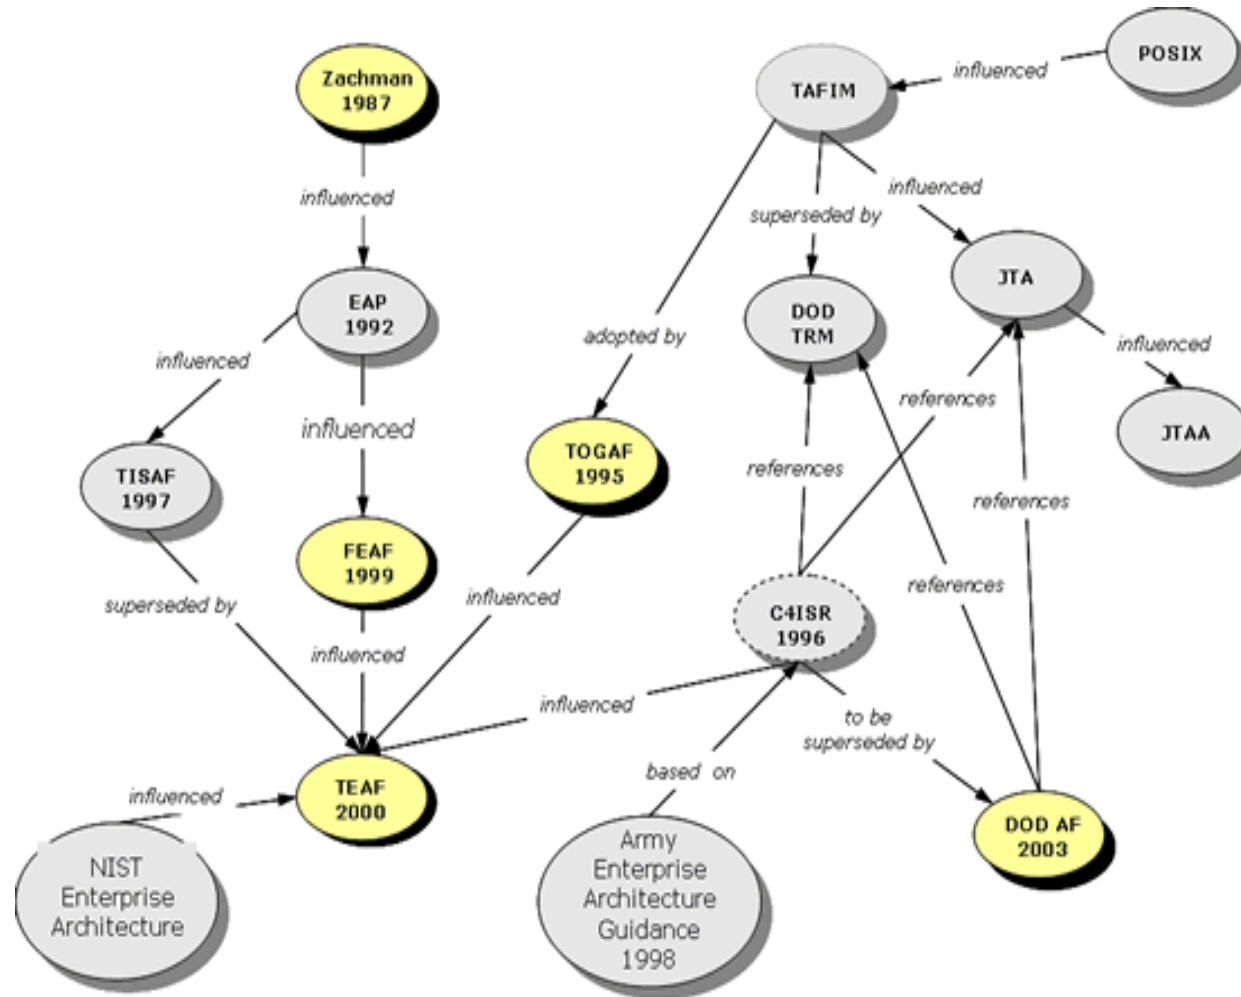 Zachman
1987
TAFIM
influenced
POSIX
influenced
influenced
superseded by
EAP
1992
DOD
TRM
JTA
influenced
adopted by
influenced
influenced
references
TISAF
1997
TOGAF
1995
references
JTAA
references
FEAF
1999
superseded by
influenced
references
C4ISR
1996
influenced
influenced
to be
superseded by
based on
influenced
TEAF
2000
DOD AF
2003
NIST
Enterprise
Architecture
Army
Enterprise
Architecture
Guidance
1998